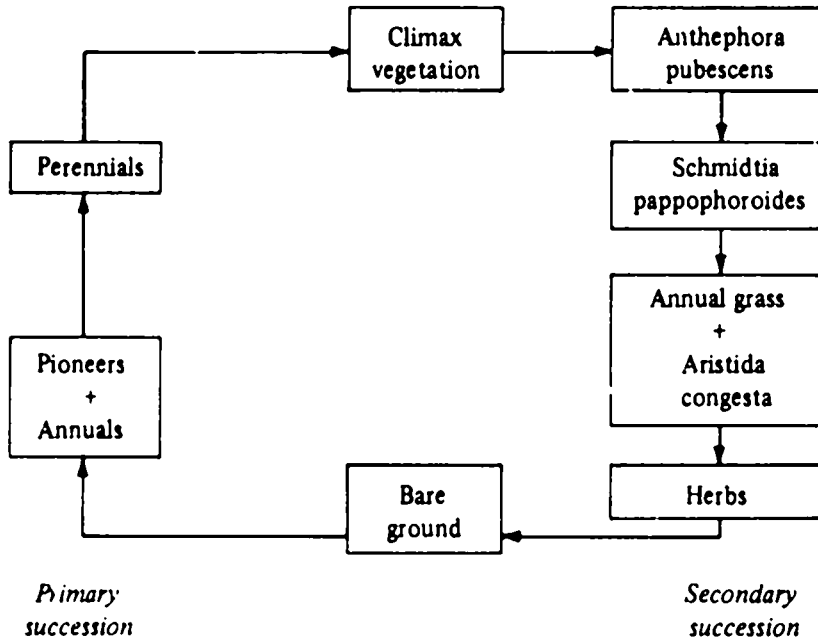 Climax
vegetation
Anthephora
pubescens
Perennials
Schmidtia
pappophoroides
Annual grass
+
Aristida
congesta
Pioneers
+
Annuals
Bare
ground
Herbs
Primary
succession
Secondary
succession